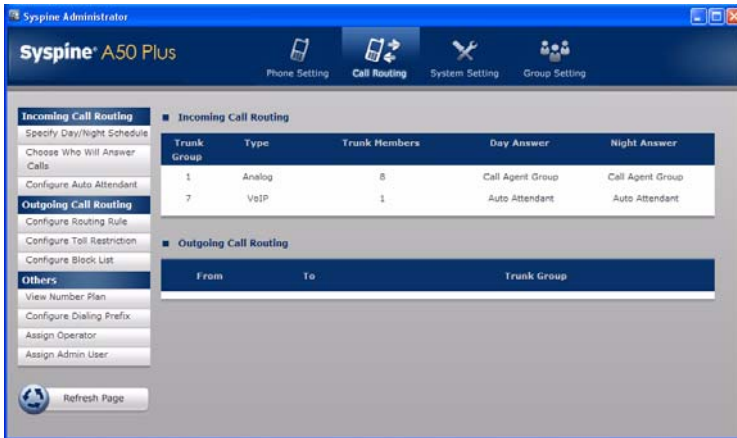 Syspine Administrator
Syspine® A50 Plus
Phone Setting
Call Routing
System Setting
Group Setting
Incoming Call Routing
Specify Day/Night Schedule
Choose Who Will Answer
Calls
Configure Auto Attendant
Outgoing Call Routing
Configure Routing Rule
Configure Toll Restriction
Configure Block List
Others
View Number Plan
Configure Dialing Prefix
Assign Operator
Assign Admin User
Refresh Page
Incoming Call Routing
Trunk Group Type Trunk Members Day Answer Night Answer
1 Analog 8 Call Agent Group Call Agent Group
7 VoIP 1 Auto Attendant Auto Attendant
Outgoing Call Routing
From To Trunk Group